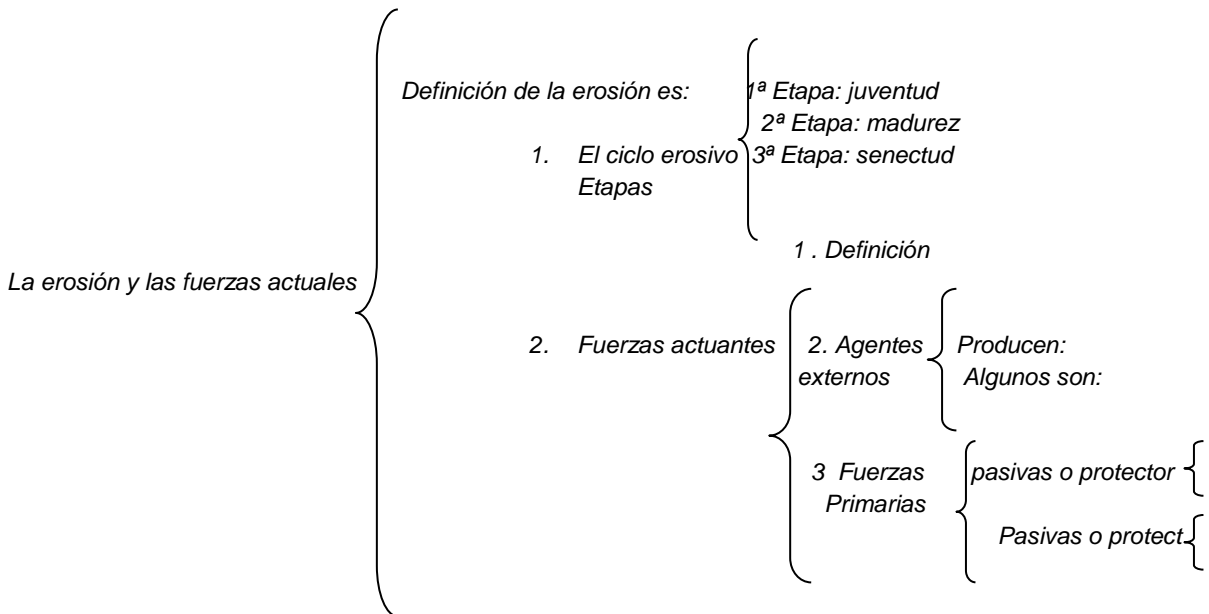 Definición de la erosión es:
1ª Etapa: juventud
2ª Etapa: madurez
1. El ciclo erosivo
3ª Etapa: senectud
Etapas
1 . Definición
La erosión y las fuerzas actuales
2. Fuerzas actuantes
2. Agentes
externos
Producen:
Algunos son:
3 Fuerzas
Primarias
pasivas o protector
Pasivas o protect